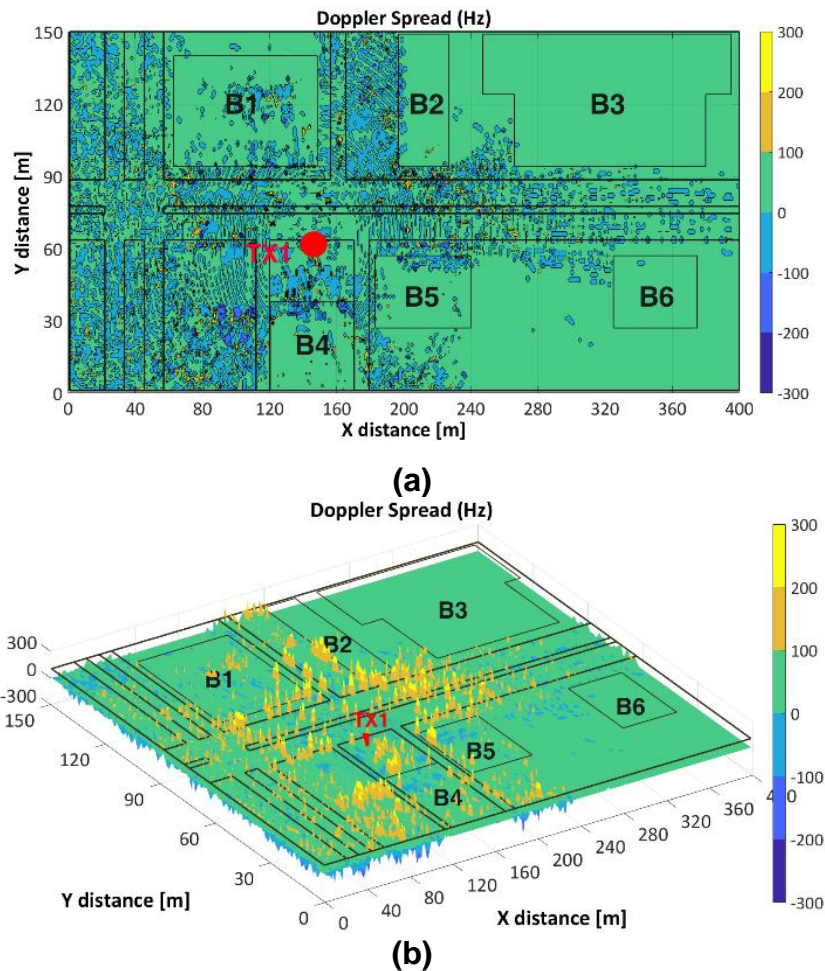 Doppler Spread (Hz)
150
120
90
60
30
0
Y distance [m]
B1
B2
B3
TX1
B4
B5
B6
0 40 80 120 160 200 240 280 320 360 400
X distance [m]
300
200
100
0
-100
-200
-300
(a)
Doppler Spread (Hz)
300
0
-300
150
120
90
60
30
0
Y distance [m]
B1
B2
B3
TX1
B4
B5
B6
0
40
80
120
160
200
240
280
320
360
X distance [m]
300
200
100
0
-100
-200
-300
(b)